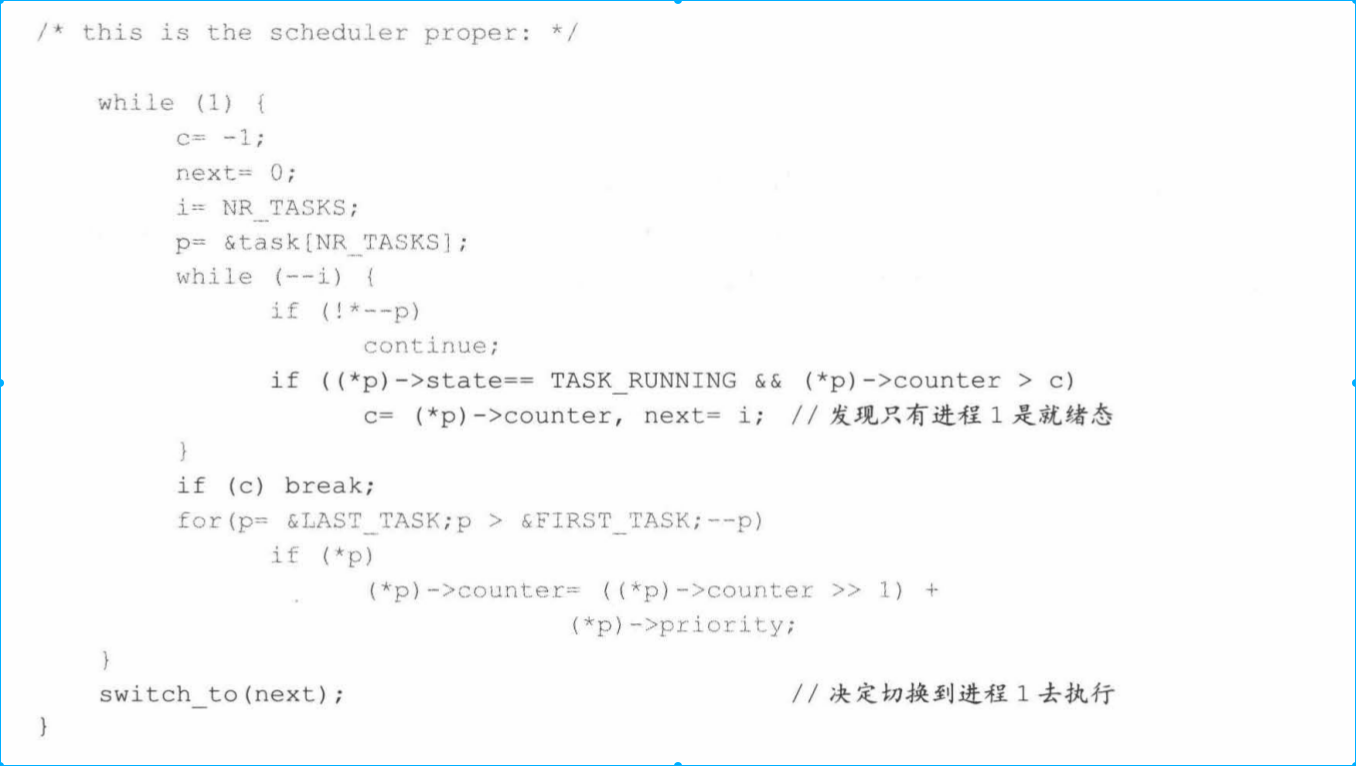 /* this is the scheduler proper: */
while (1) {
c= -1;
next= 0;
i= NR_TASKS;
p= &task[NR_TASKS];
while (--i) {
if (!*--p)
continue;
if ((*p)->state== TASK_RUNNING && (*p)->counter > c)
c= (*p)->counter, next= i; // 发现只有进程 1 是就绪态
}
if (c) break;
for(p= &LAST_TASK;p > &FIRST_TASK;--p)
if (*p)
(*p)->counter= ((*p)->counter >> 1) +
(*p)->priority;
}
switch_to(next); // 决定切换到进程 1 去执行
}